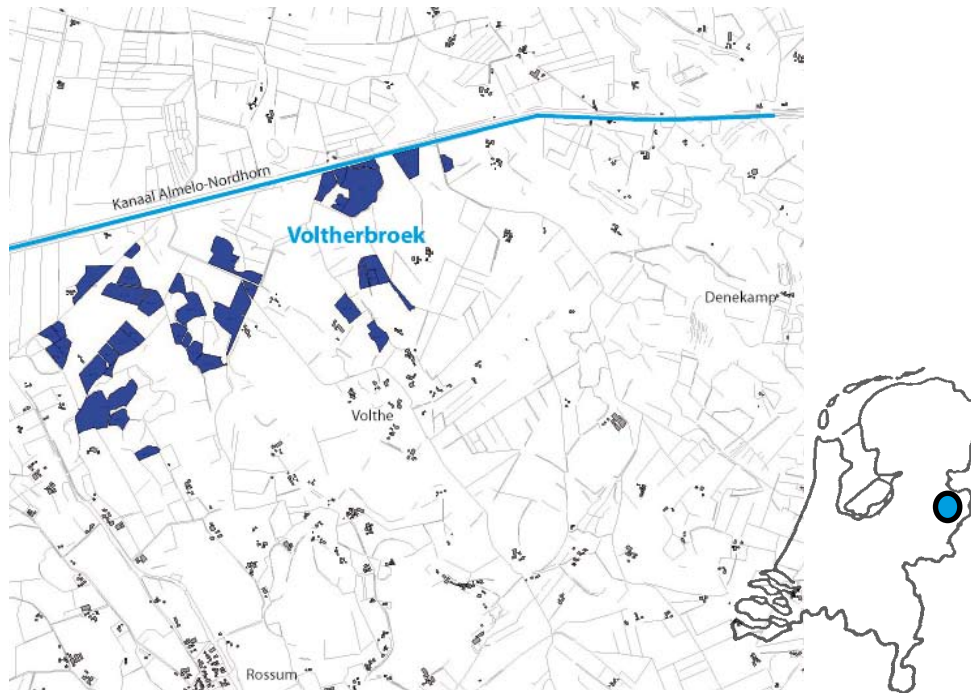 Kanaal Almelo-Nordhorn
Voltherbroek
Denekamp
Volthe
Rossum